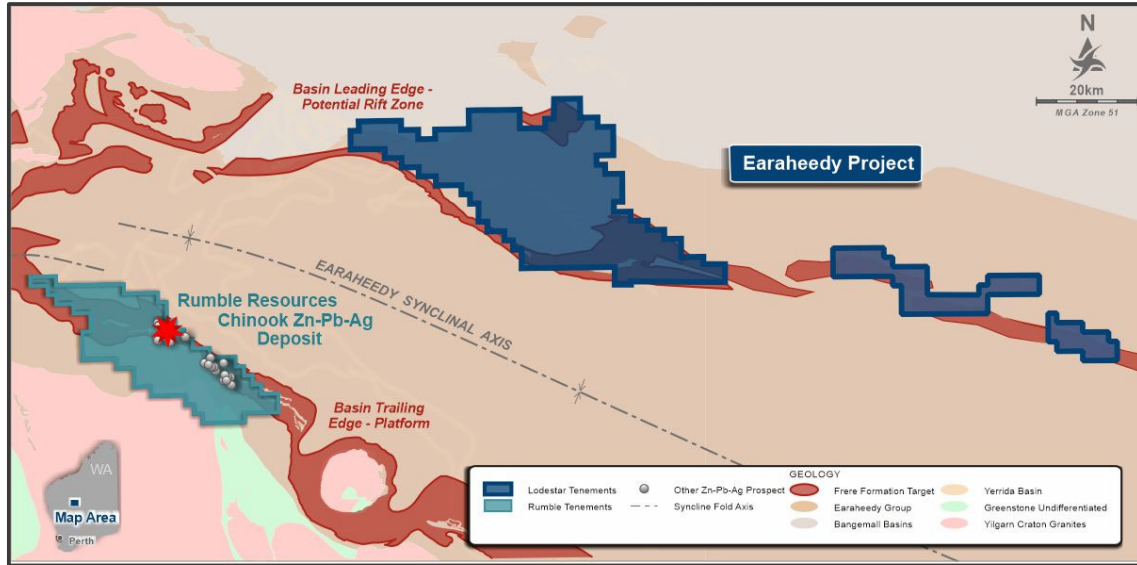 N
20km
MGA Zone 51
Basin Leading Edge -
Potential Rift Zone
Earaheedy Project
EARAHEEDY SYNCLINAL AXIS
Rumble Resources
Chinook Zn-Pb-Ag
Deposit
Basin Trailing
Edge - Platform
WA
Map Area
Perth
GEOLOGY
Lodestar Tenements
Rumble Tenements
Other Zn-Pb-Ag Prospect
Syncline Fold Axis
Frere Formation Target
Earaheedy Group
Bangemall Basins
Yerrida Basin
Greenstone Undifferentiated
Yilgarn Craton Granites